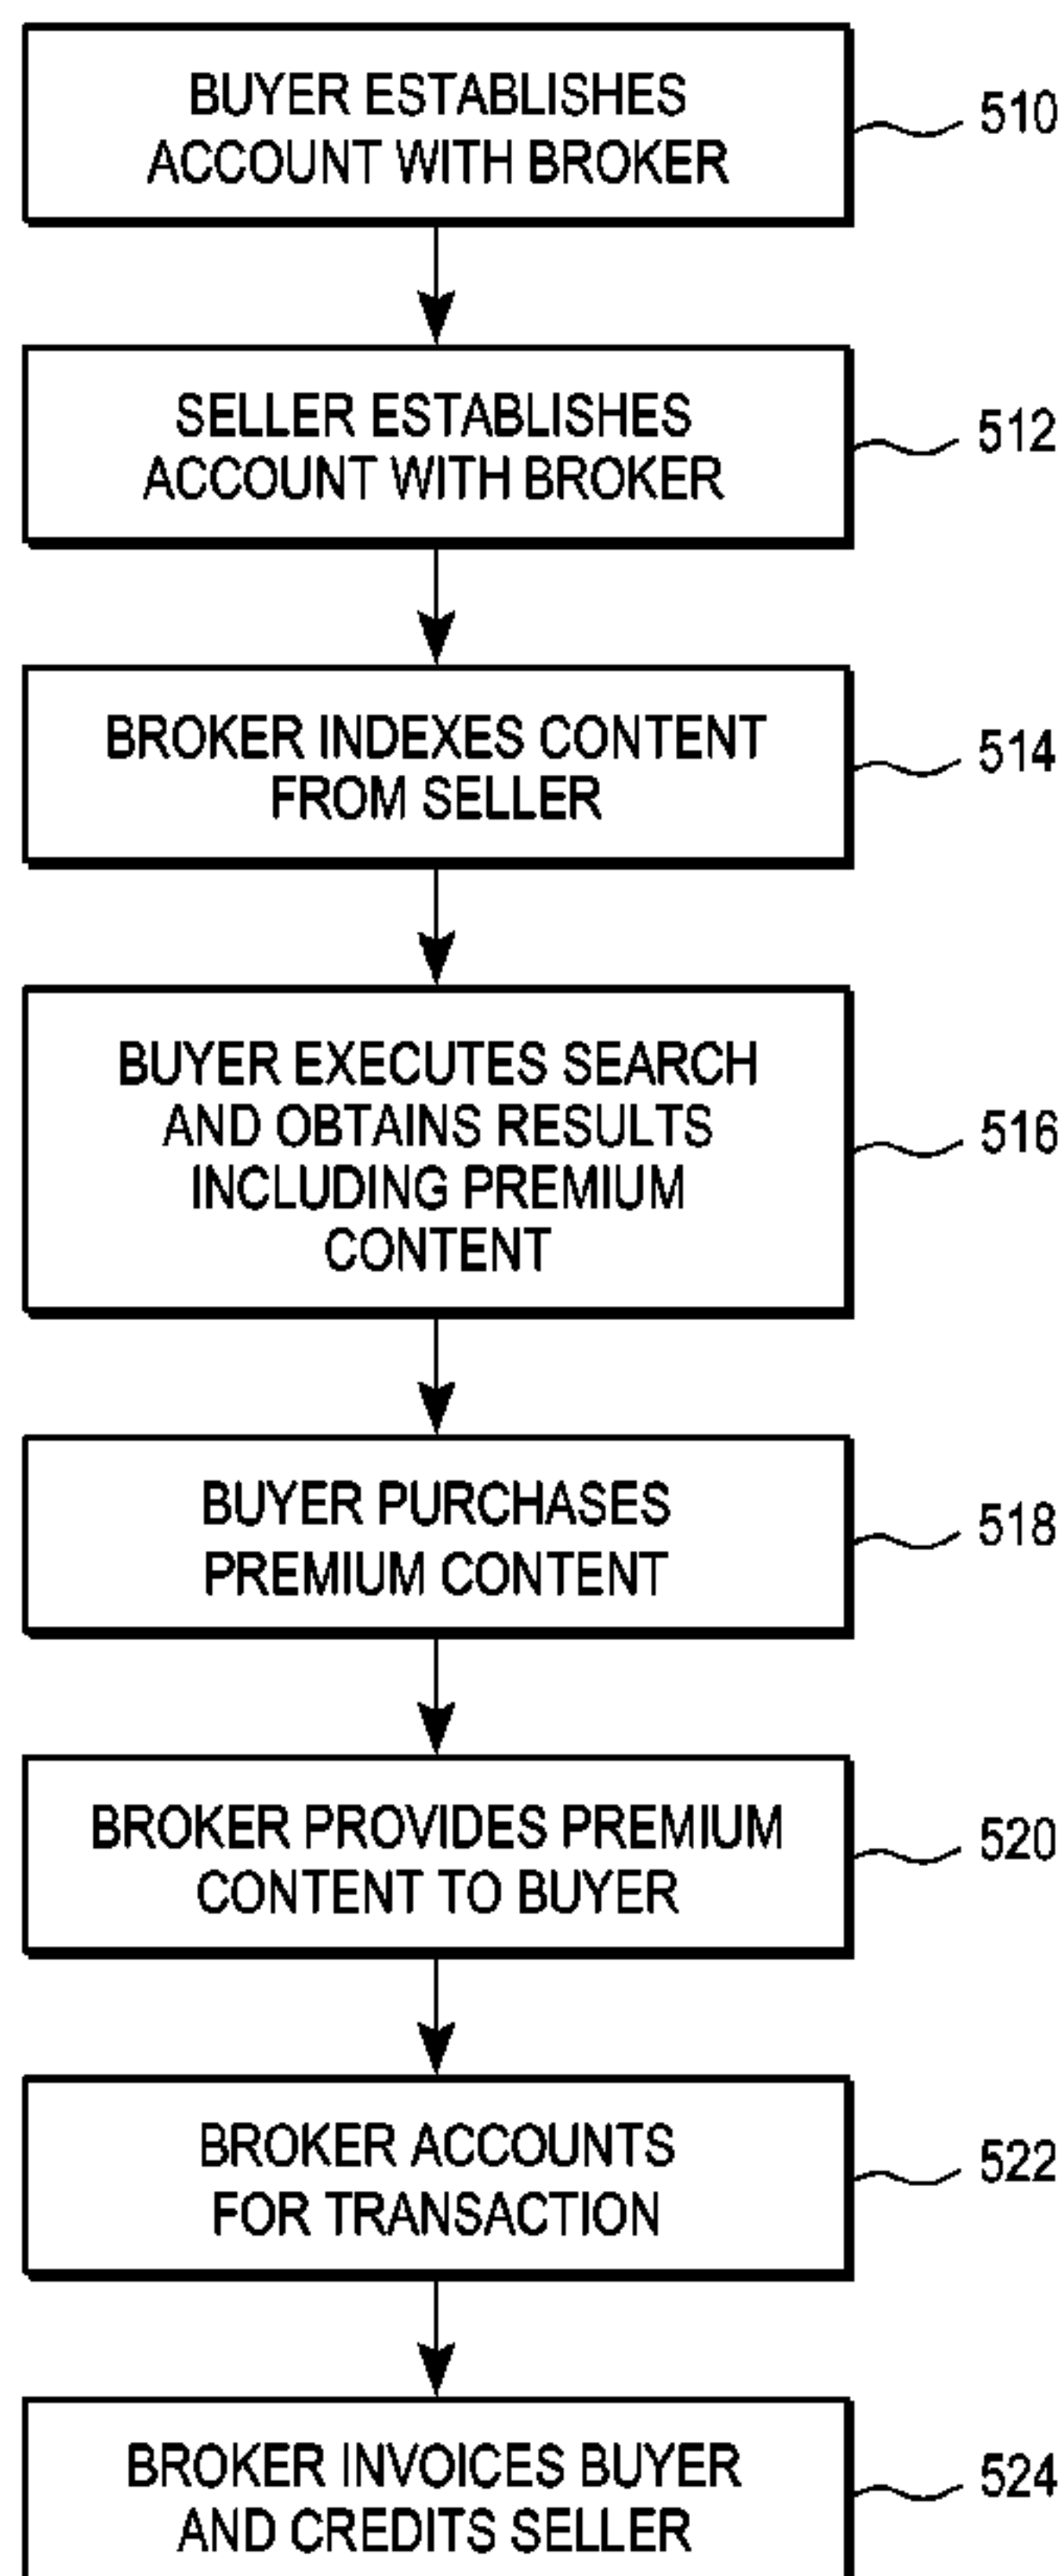 BUYER ESTABLISHES
ACCOUNT WITH BROKER
510
SELLER ESTABLISHES
ACCOUNT WITH BROKER
512
BROKER INDEXES CONTENT
FROM SELLER
514
BUYER EXECUTES SEARCH
AND OBTAINS RESULTS
INCLUDING PREMIUM
CONTENT
516
BUYER PURCHASES
PREMIUM CONTENT
518
BROKER PROVIDES PREMIUM
CONTENT TO BUYER
520
BROKER ACCOUNTS
FOR TRANSACTION
522
BROKER INVOICES BUYER
AND CREDITS SELLER
524